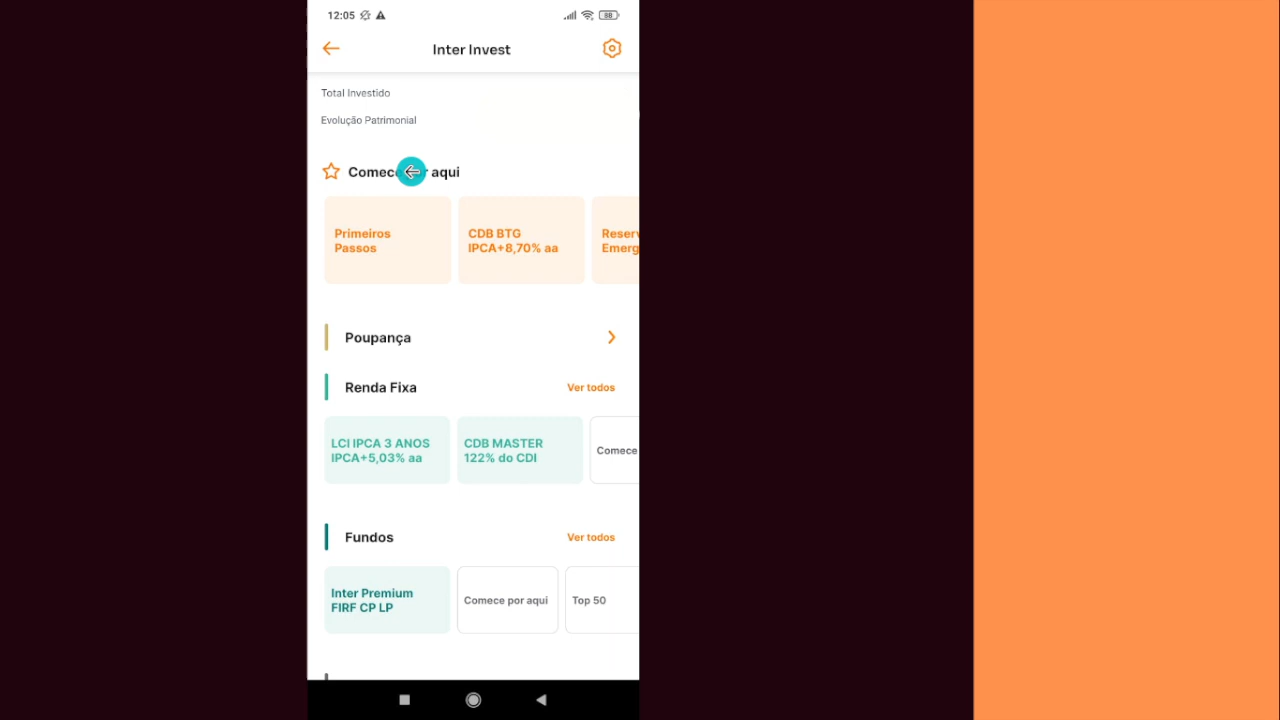 12:05
88
Inter Invest
Total Investido
Evolução Patrimonial
aqui
Primeiros
Passos
CDB BTG
IPCA+8,70% aa
Poupança
Renda Fixa
Ver todos
LCI IPCA 3 ANOS
IPCA+5,03% aa
CDB MASTER
122% do CDI
Comece
Fundos
Ver todos
Inter Premium
FIRF CP LP
Comece por aqui
Top 50